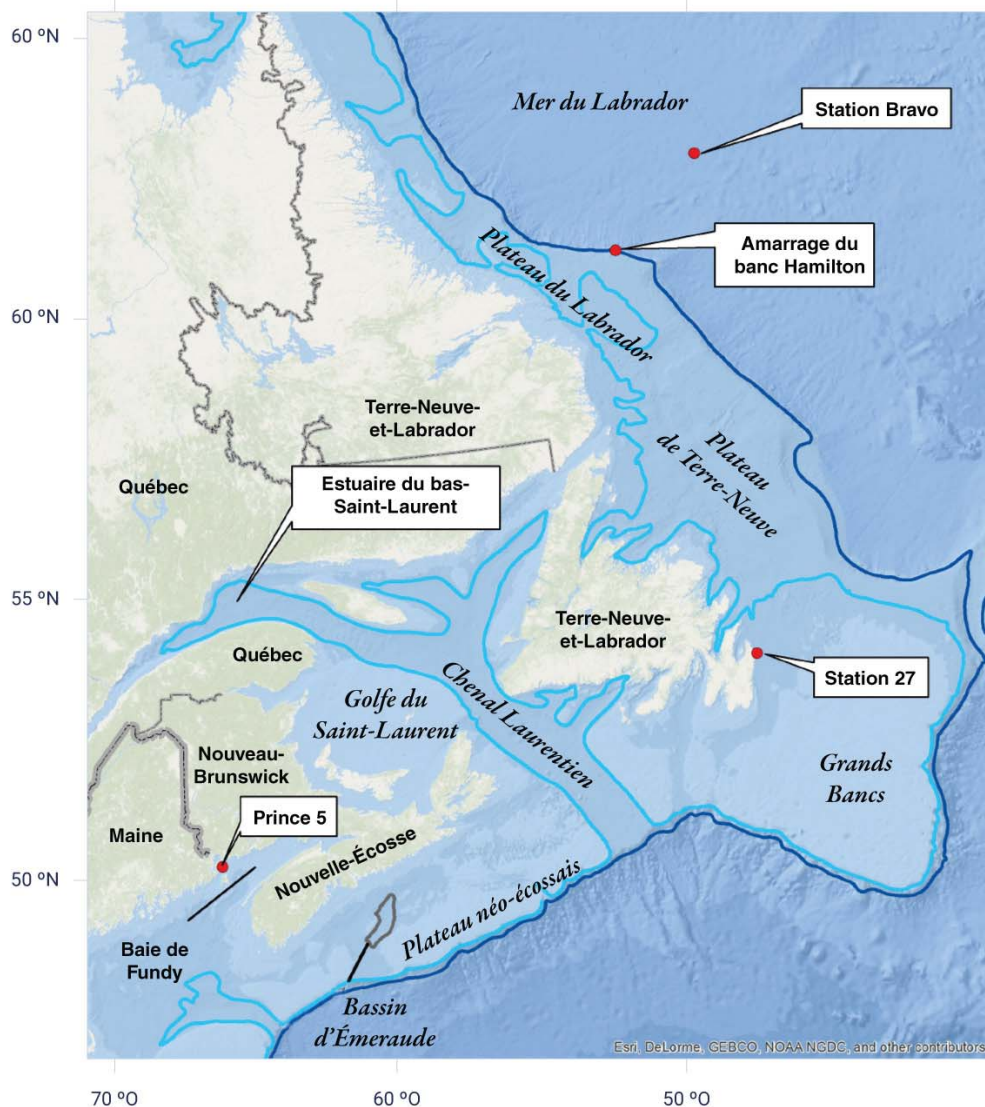 60 ºN
Mer du Labrador
Station Bravo
Amarrage du
banc Hamilton
Plateau du Labrador
60 ºN
Terre-Neuve-
et-Labrador
Plateau
de Terre-Neuve
Estuaire du bas-
Saint-Laurent
Québec
55 ºN
Terre-Neuve-
et-Labrador
Québec
Station 27
Golfe du
Saint-Laurent
Chenal Laurentien
Nouveau-
Brunswick
Grands
Bancs
Prince 5
Maine
Nouvelle-Écosse
50 ºN
Plateau néo-écossais
Baie de
Fundy
Bassin
d'Émeraude
Esri, DeLorme, GEBCO, NOAA NGDC, and other contributors
70 ºO
60 ºO
50 ºO